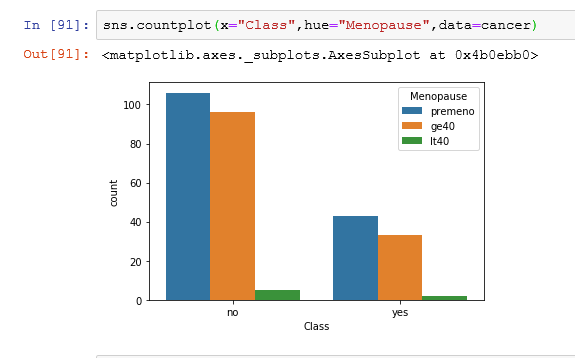 In [91]: sns.countplot(x="Class",hue="Menopause",data=cancer)
Out[91]: <matplotlib.axes._subplots.AxesSubplot at 0x4b0ebb0>
Menopause
premeno
ge40
lt40
100
80
60
40
20
0
count
no yes
Class